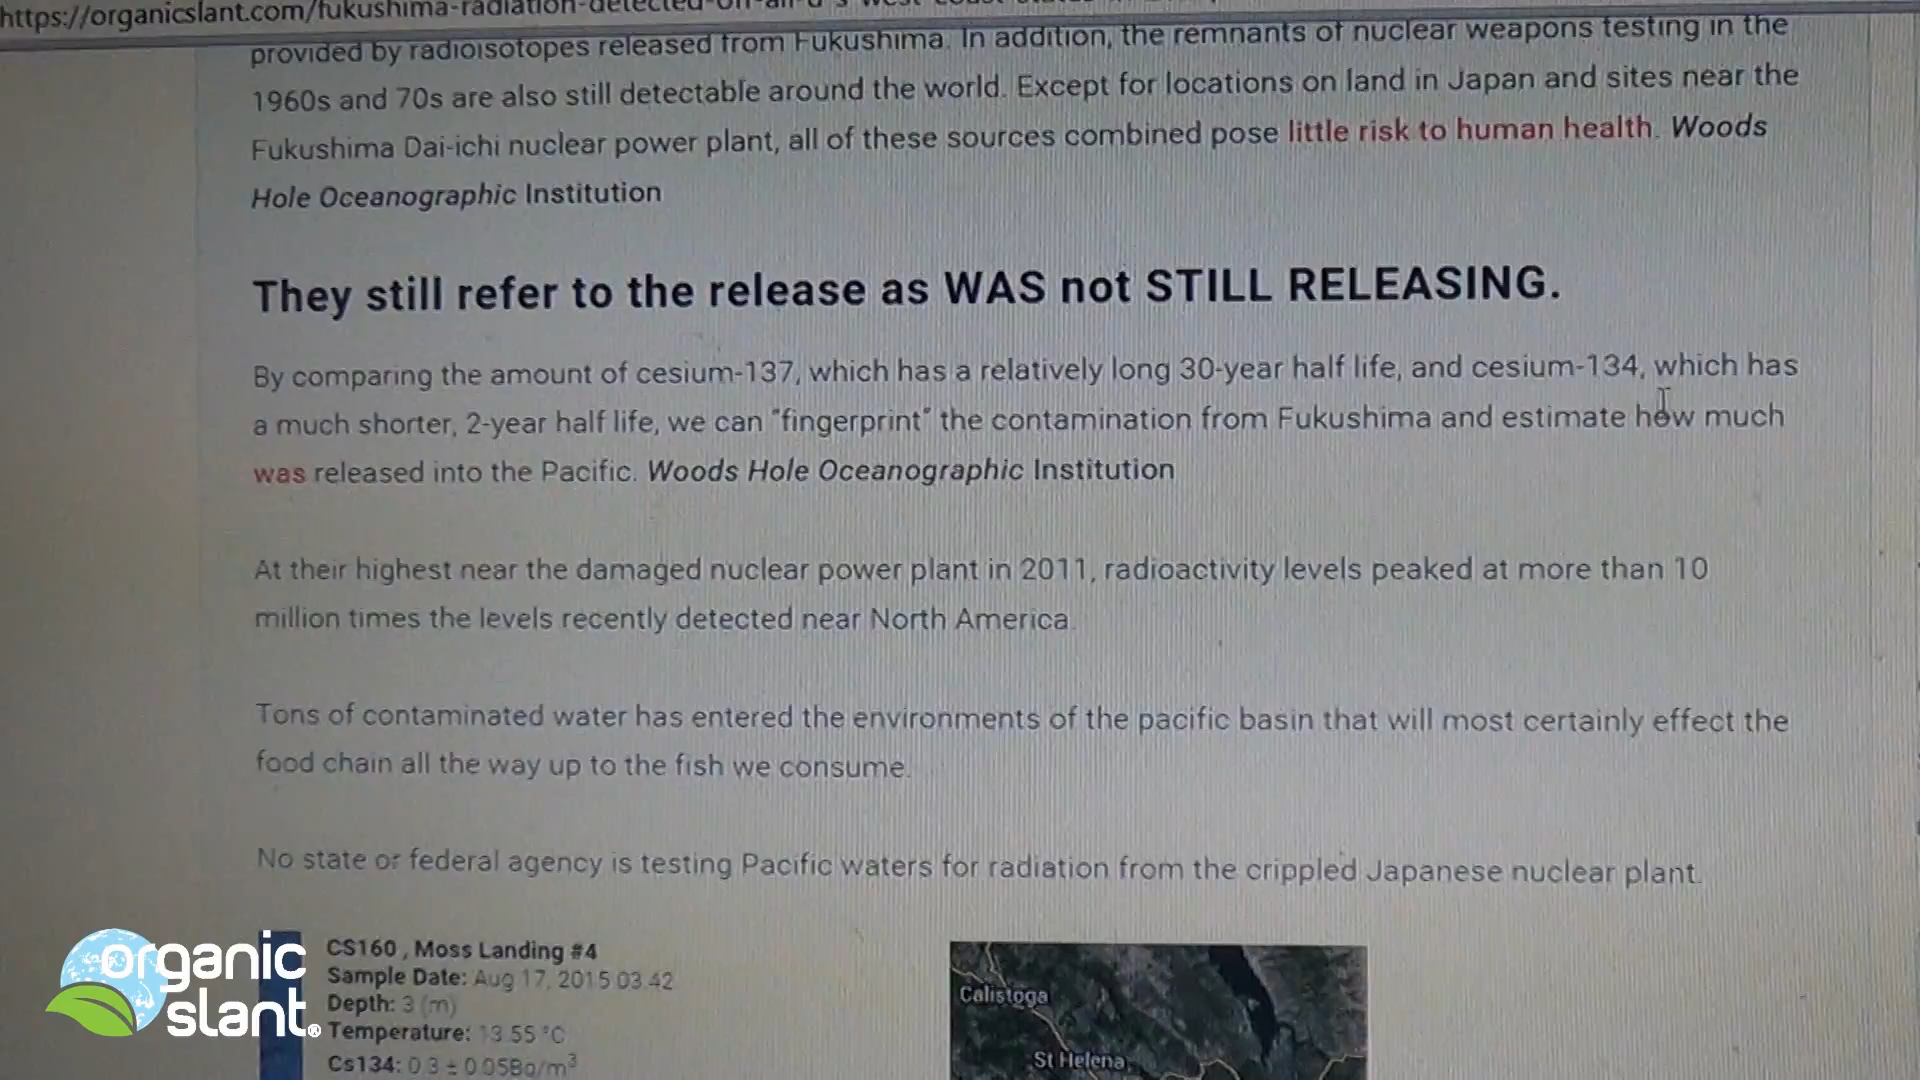 https://organicslant.com/fukushima-radiation-detected-on-all-u-s-west-coast
provided by radioisotopes released from Fukushima. In addition, the remnants of nuclear weapons testing in the
1960s and 70s are also still detectable around the world. Except for locations on land in Japan and sites near the
Fukushima Dai-ichi nuclear power plant, all of these sources combined pose little risk to human health. Woods
Hole Oceanographic Institution
They still refer to the release as WAS not STILL RELEASING.
By comparing the amount of cesium-137, which has a relatively long 30-year half life, and cesium-134, which has
a much shorter, 2-year half life, we can "fingerprint" the contamination from Fukushima and estimate how much
was released into the Pacific. Woods Hole Oceanographic Institution
At their highest near the damaged nuclear power plant in 2011, radioactivity levels peaked at more than 10
million times the levels recently detected near North America.
Tons of contaminated water has entered the environments of the pacific basin that will most certainly effect the
food chain all the way up to the fish we consume.
No state or federal agency is testing Pacific waters for radiation from the crippled Japanese nuclear plant.
CS160 , Moss Landing #4
Sample Date: Aug 17, 2015 03:42
Depth: 3 (m)
Temperature: 13.55 °C
Cs134: 0.3 ± 0.05Bq/m³
Calistoga
St Helena
organic
slant®